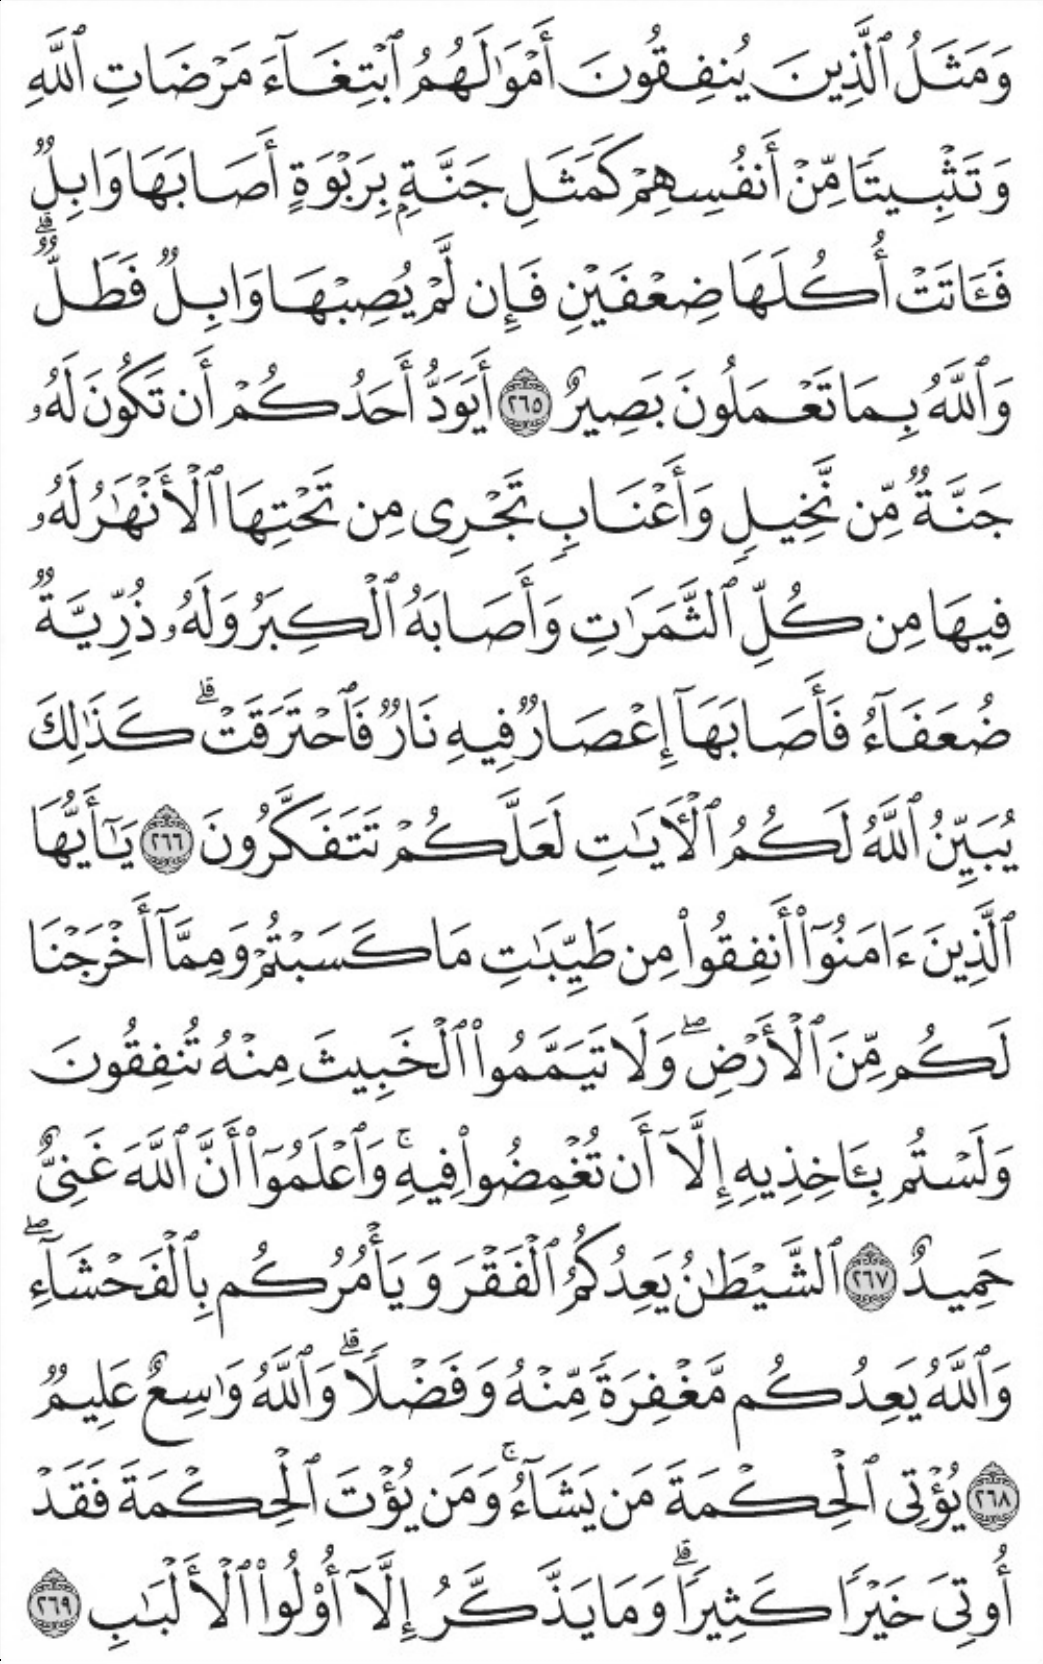 وَمَثَلُ ٱلَّذِينَ يُنفِقُونَ أَمْوَٰلَهُمُ ٱبْتِغَآءَ مَرْضَاتِ ٱللَّهِ
وَتَثْبِيتًا مِّنْ أَنفُسِهِمْ كَمَثَلِ جَنَّةٍۭ بِرَبْوَةٍ أَصَابَهَا وَابِلٌ
فَـَٔاتَتْ أُكُلَهَا ضِعْفَيْنِ فَإِن لَّمْ يُصِبْهَا وَابِلٌ فَطَلٌّ ۗ
وَٱللَّهُ بِمَا تَعْمَلُونَ بَصِيرٌ ٢٦٥ أَيَوَدُّ أَحَدُكُمْ أَن تَكُونَ لَهُۥ
جَنَّةٌ مِّن نَّخِيلٍ وَأَعْنَابٍ تَجْرِى مِن تَحْتِهَا ٱلْأَنْهَٰرُ لَهُۥ
فِيهَا مِن كُلِّ ٱلثَّمَرَٰتِ وَأَصَابَهُ ٱلْكِبَرُ وَلَهُۥ ذُرِّيَّةٌ
ضُعَفَآءُ فَأَصَابَهَآ إِعْصَارٌ فِيهِ نَارٌ فَٱحْتَرَقَتْ ۗ كَذَٰلِكَ
يُبَيِّنُ ٱللَّهُ لَكُمُ ٱلْـَٔايَٰتِ لَعَلَّكُمْ تَتَفَكَّرُونَ ٢٦٦ يَٰٓأَيُّهَا
ٱلَّذِينَ ءَامَنُوٓا۟ أَنفِقُوا۟ مِن طَيِّبَٰتِ مَا كَسَبْتُمْ وَمِمَّآ أَخْرَجْنَا
لَكُم مِّنَ ٱلْأَرْضِ ۖ وَلَا تَيَمَّمُوا۟ ٱلْخَبِيثَ مِنْهُ تُنفِقُونَ
وَلَسْتُم بِـَٔاخِذِيهِ إِلَّآ أَن تُغْمِضُوا۟ فِيهِ ۚ وَٱعْلَمُوٓا۟ أَنَّ ٱللَّهَ غَنِىٌّ
حَمِيدٌ ٢٦٧ ٱلشَّيْطَٰنُ يَعِدُكُمُ ٱلْفَقْرَ وَيَأْمُرُكُم بِٱلْفَحْشَآءِ ۖ
وَٱللَّهُ يَعِدُكُم مَّغْفِرَةً مِّنْهُ وَفَضْلًا ۗ وَٱللَّهُ وَٰسِعٌ عَلِيمٌ
٢٦٨ يُؤْتِى ٱلْحِكْمَةَ مَن يَشَآءُ ۚ وَمَن يُؤْتَ ٱلْحِكْمَةَ فَقَدْ
أُوتِىَ خَيْرًا كَثِيرًا ۗ وَمَا يَذَّكَّرُ إِلَّآ أُو۟لُوا۟ ٱلْأَلْبَٰبِ ٢٦٩